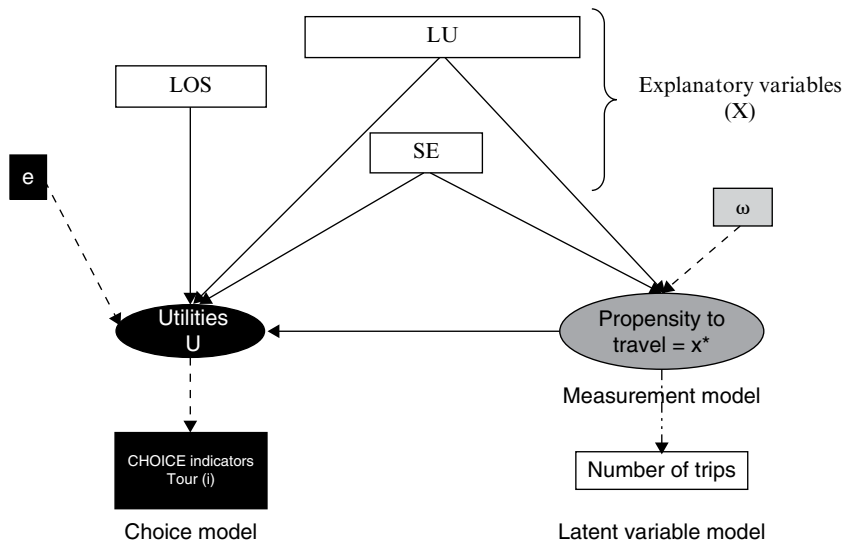 LU
LOS
Explanatory variables
(X)
SE
e
ω
Utilities
U
Propensity to
travel = x*
Measurement model
CHOICE indicators
Tour (i)
Number of trips
Choice model
Latent variable model